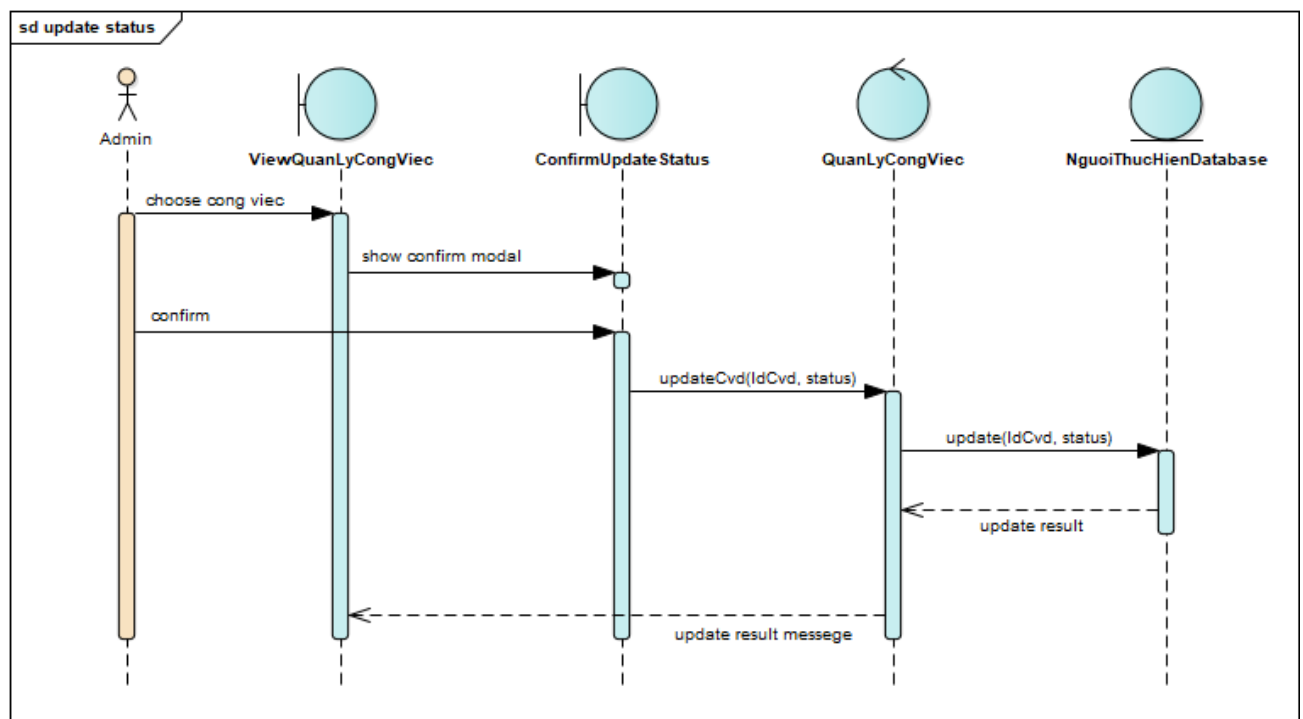 sd update status
Admin
ViewQuanLyCongViec
ConfirmUpdateStatus
QuanLyCongViec
NguoiThucHienDatabase
choose cong viec
show confirm modal
confirm
updateCvd(IdCvd, status)
update(IdCvd, status)
update result
update result messege